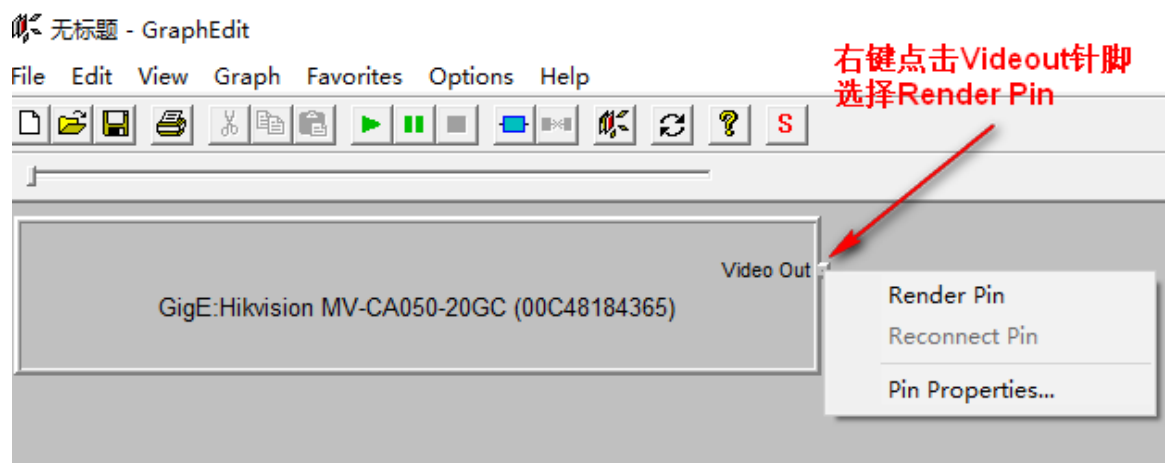 无标题 - GraphEdit
File Edit View Graph Favorites Options Help
右键点击Videout针脚
选择Render Pin
S
Video Out
GigE:Hikvision MV-CA050-20GC (00C48184365)
Render Pin
Reconnect Pin
Pin Properties...